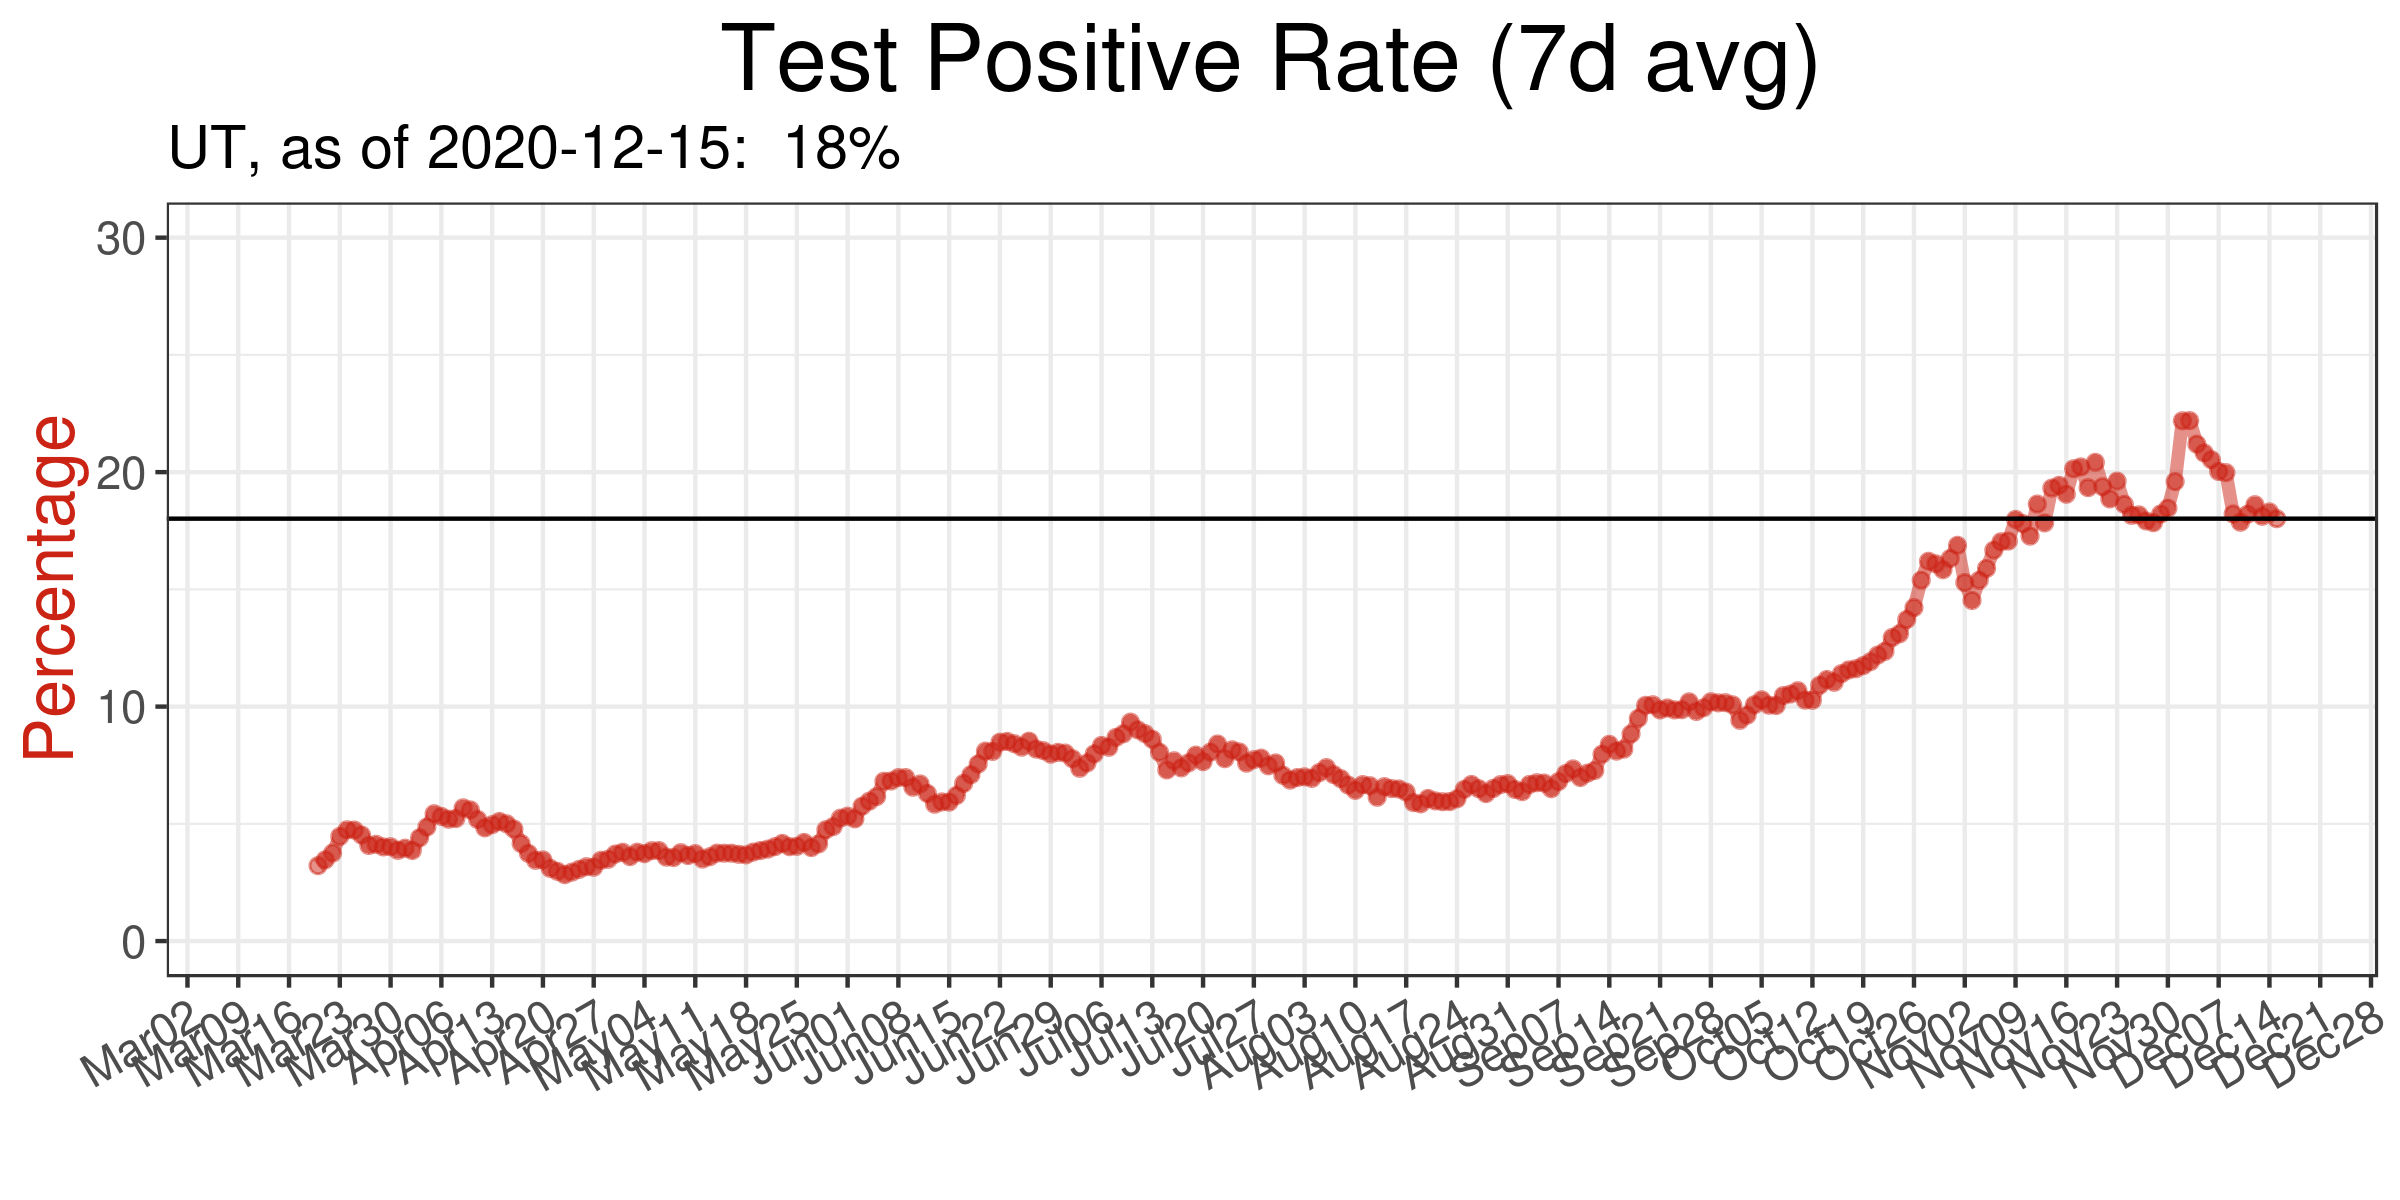 Test Positive Rate (7d avg)
UT, as of 2020-12-15:  18%
Percentage
30
20
10
0
Mar02
Mar09
Mar16
Mar23
Mar30
Apr06
Apr13
Apr20
Apr27
May04
May11
May18
May25
Jun01
Jun08
Jun15
Jun22
Jun29
Jul06
Jul13
Jul20
Jul27
Aug03
Aug10
Aug17
Aug24
Aug31
Sep07
Sep14
Sep21
Sep28
Oct05
Oct12
Oct19
Oct26
Nov02
Nov09
Nov16
Nov23
Nov30
Dec07
Dec14
Dec21
Dec28